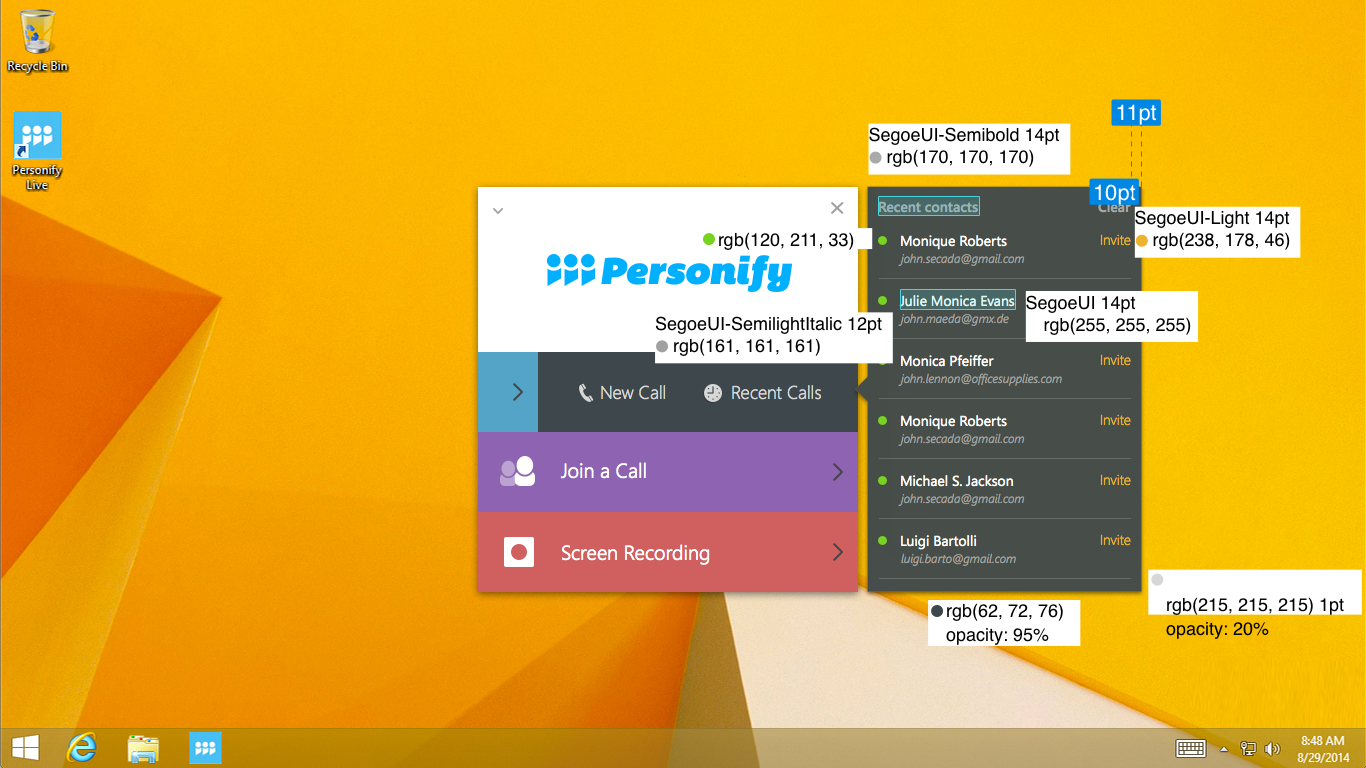 Recycle Bin
Personify
Live
11pt
SegoeUI-Semibold 14pt
rgb(170, 170, 170)
10pt
Recent contacts
Clear
SegoeUI-Light 14pt
rgb(238, 178, 46)
rgb(120, 211, 33)
Monique Roberts
Invite
john.secada@gmail.com
Personify
Julie Monica Evans
john.maeda@gmx.de
SegoeUI 14pt
rgb(255, 255, 255)
SegoeUI-SemilightItalic 12pt
rgb(161, 161, 161)
Monica Pfeiffer
Invite
john.lennon@officesupplies.com
New Call
Recent Calls
Monique Roberts
Invite
john.secada@gmail.com
Join a Call
Michael S. Jackson
Invite
john.secada@gmail.com
Screen Recording
Luigi Bartolli
Invite
luigi.barto@gmail.com
rgb(62, 72, 76)
opacity: 95%
rgb(215, 215, 215) 1pt
opacity: 20%
8:48 AM
8/29/2014